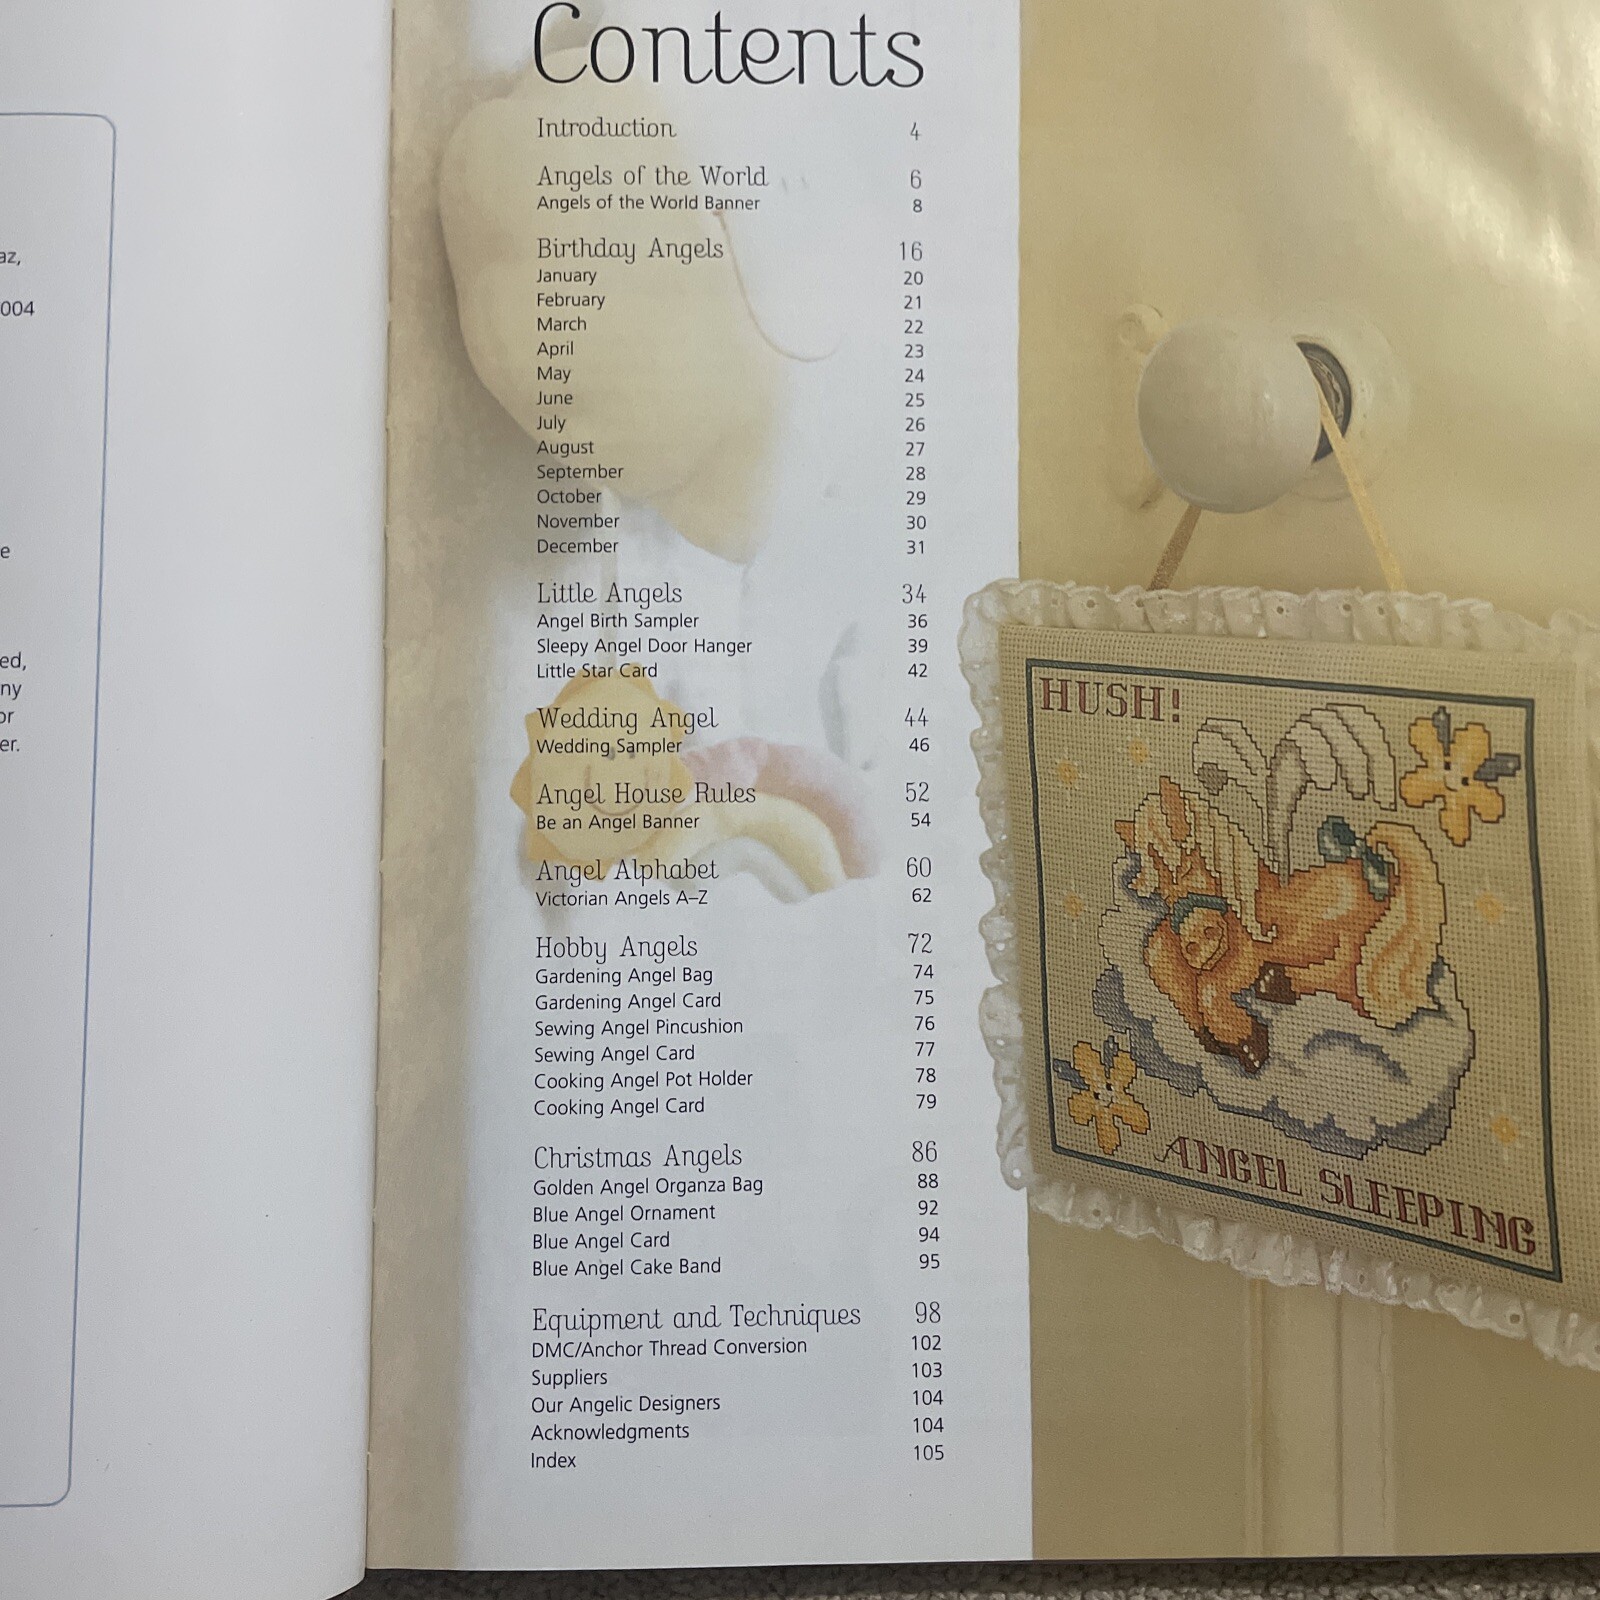 az,
004
e
ed,
ny
or
er.
Contents
Introduction 4
Angels of the World 6
Angels of the World Banner 8
Birthday Angels 16
January 20
February 21
March 22
April 23
May 24
June 25
July 26
August 27
September 28
October 29
November 30
December 31
Little Angels 34
Angel Birth Sampler 36
Sleepy Angel Door Hanger 39
Little Star Card 42
Wedding Angel 44
Wedding Sampler 46
Angel House Rules 52
Be an Angel Banner 54
Angel Alphabet 60
Victorian Angels A–Z 62
Hobby Angels 72
Gardening Angel Bag 74
Gardening Angel Card 75
Sewing Angel Pincushion 76
Sewing Angel Card 77
Cooking Angel Pot Holder 78
Cooking Angel Card 79
Christmas Angels 86
Golden Angel Organza Bag 88
Blue Angel Ornament 92
Blue Angel Card 94
Blue Angel Cake Band 95
Equipment and Techniques 98
DMC/Anchor Thread Conversion 102
Suppliers 103
Our Angelic Designers 104
Acknowledgments 104
Index 105
HUSH!
ANGEL SLEEPING